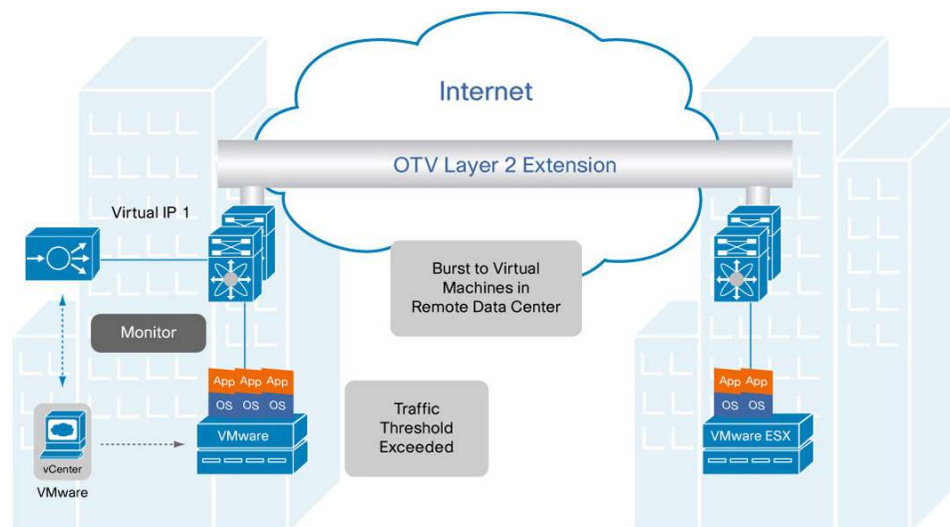 Internet
OTV Layer 2 Extension
Virtual IP 1
Burst to Virtual
Machines in
Remote Data Center
Monitor
App App App
OS OS OS
VMware
Traffic
Threshold
Exceeded
App App
OS OS
VMware ESX
vCenter
VMware